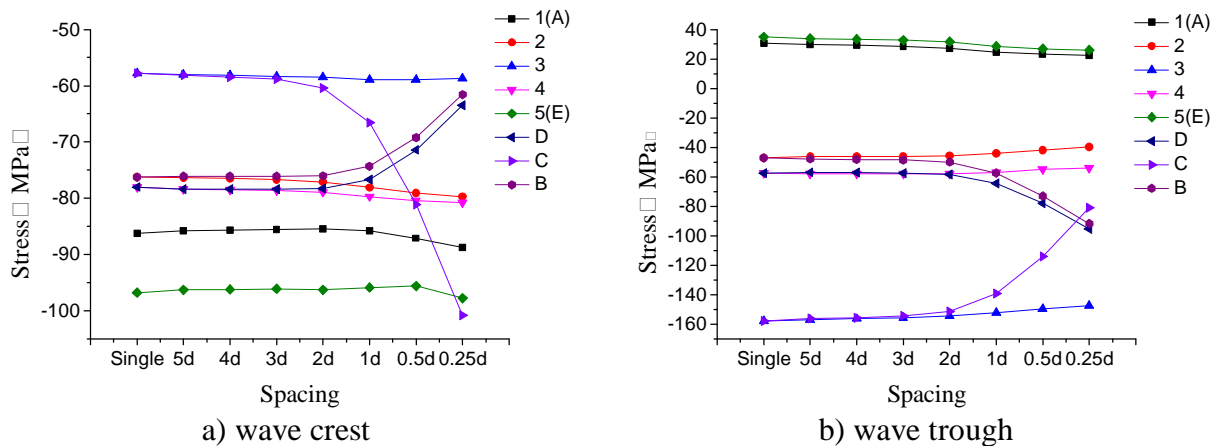 -50
-60
-70
-80
-90
-100
Stress□ MPa□
Single 5d 4d 3d 2d 1d 0.5d 0.25d
Spacing
1(A)
2
3
4
5(E)
D
C
B
a) wave crest
40
20
0
-20
-40
-60
-80
-100
-120
-140
-160
Stress□ MPa□
Single 5d 4d 3d 2d 1d 0.5d 0.25d
Spacing
1(A)
2
3
4
5(E)
D
C
B
b) wave trough